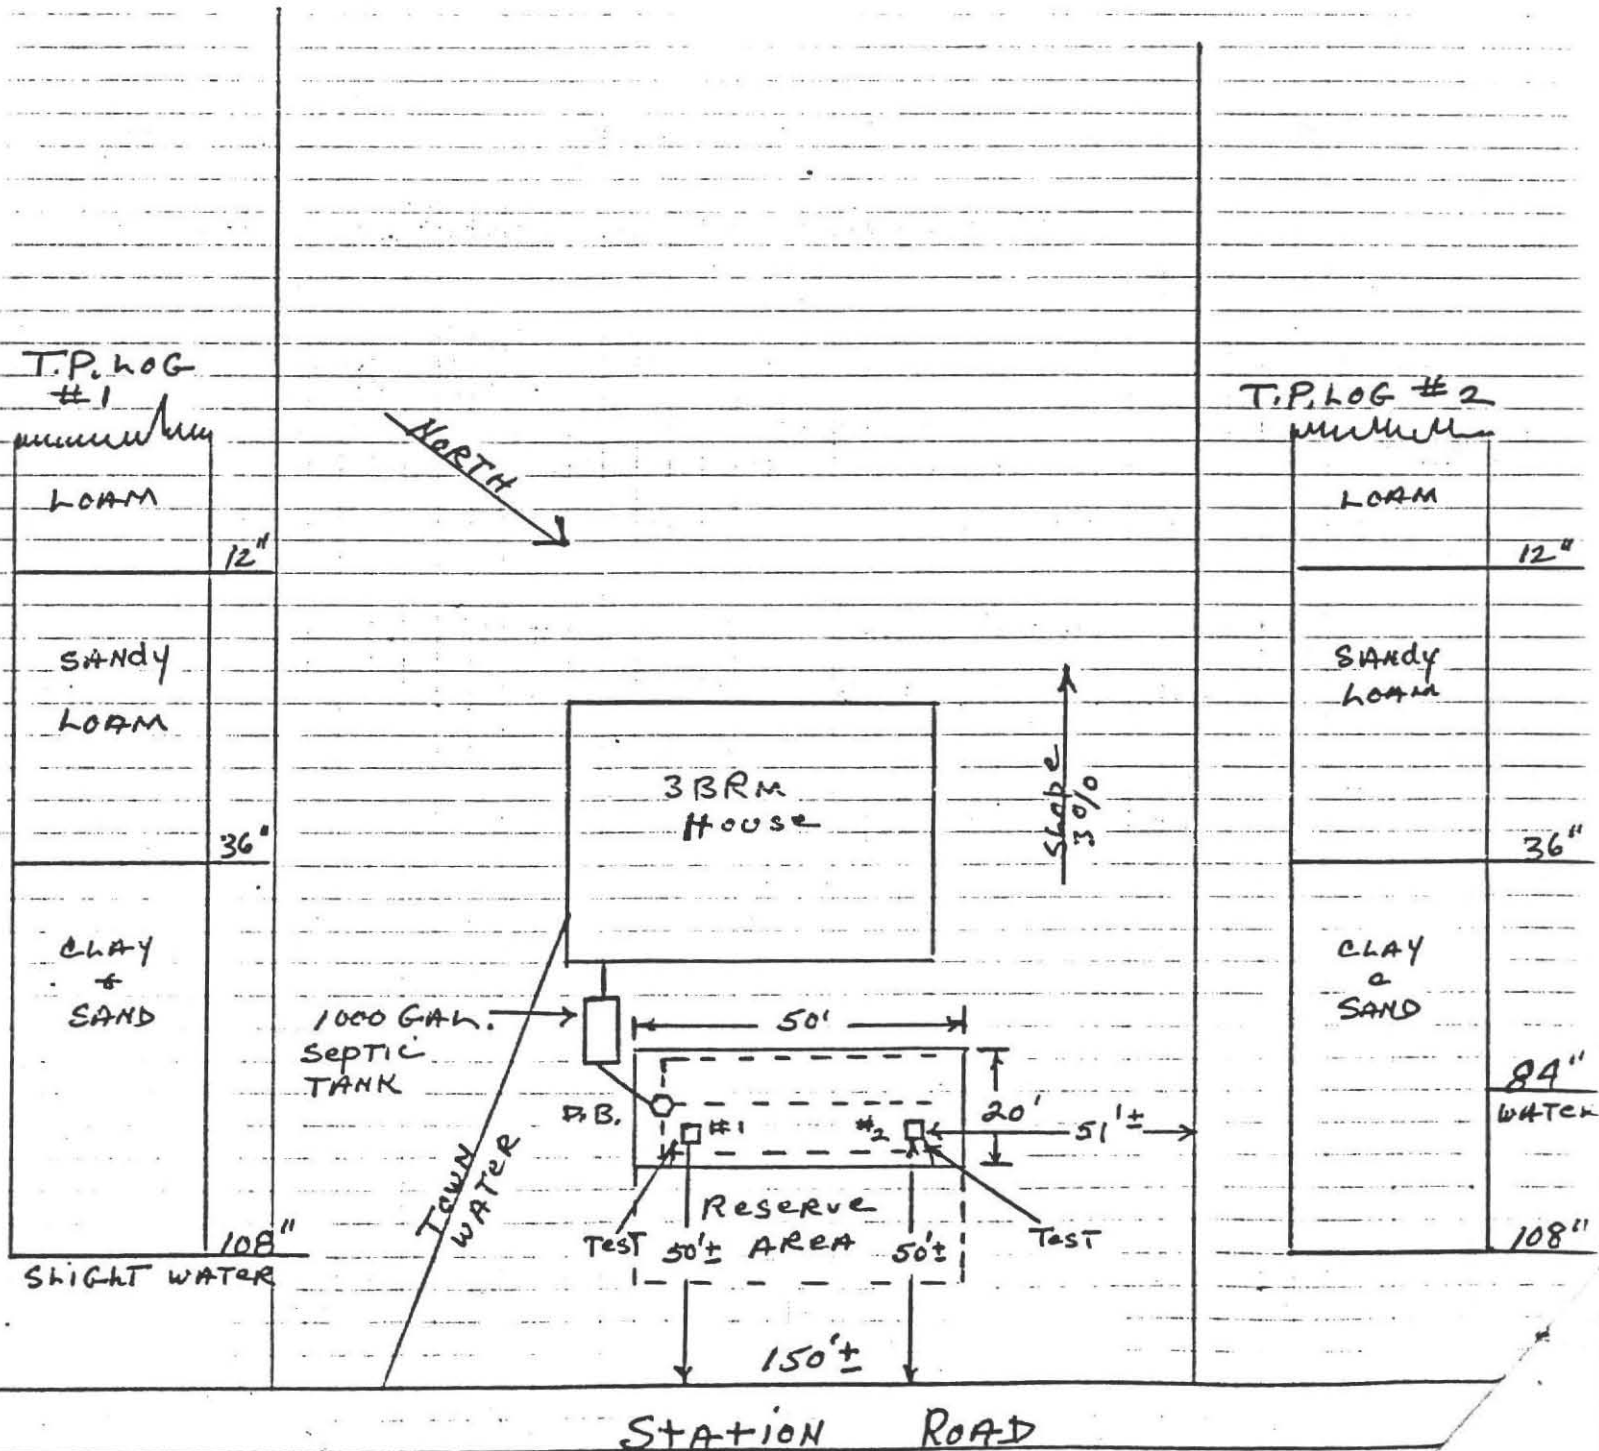 T.P. LOG
#1
LOAM
12"
SANDY
LOAM
36"
CLAY
+
SAND
108"
SLIGHT WATER
NORTH
3 BRM
House
Slope
3%
1000 GAL.
Septic
TANK
D.B.
50'
20'
51'±
#1
#2
TOWN
WATER
Reserve
AREA
Test
50'±
50'±
Test
150'±
T.P. LOG #2
LOAM
12"
SANDY
LOAM
36"
CLAY
&
SAND
84"
WATER
108"
STATION ROAD